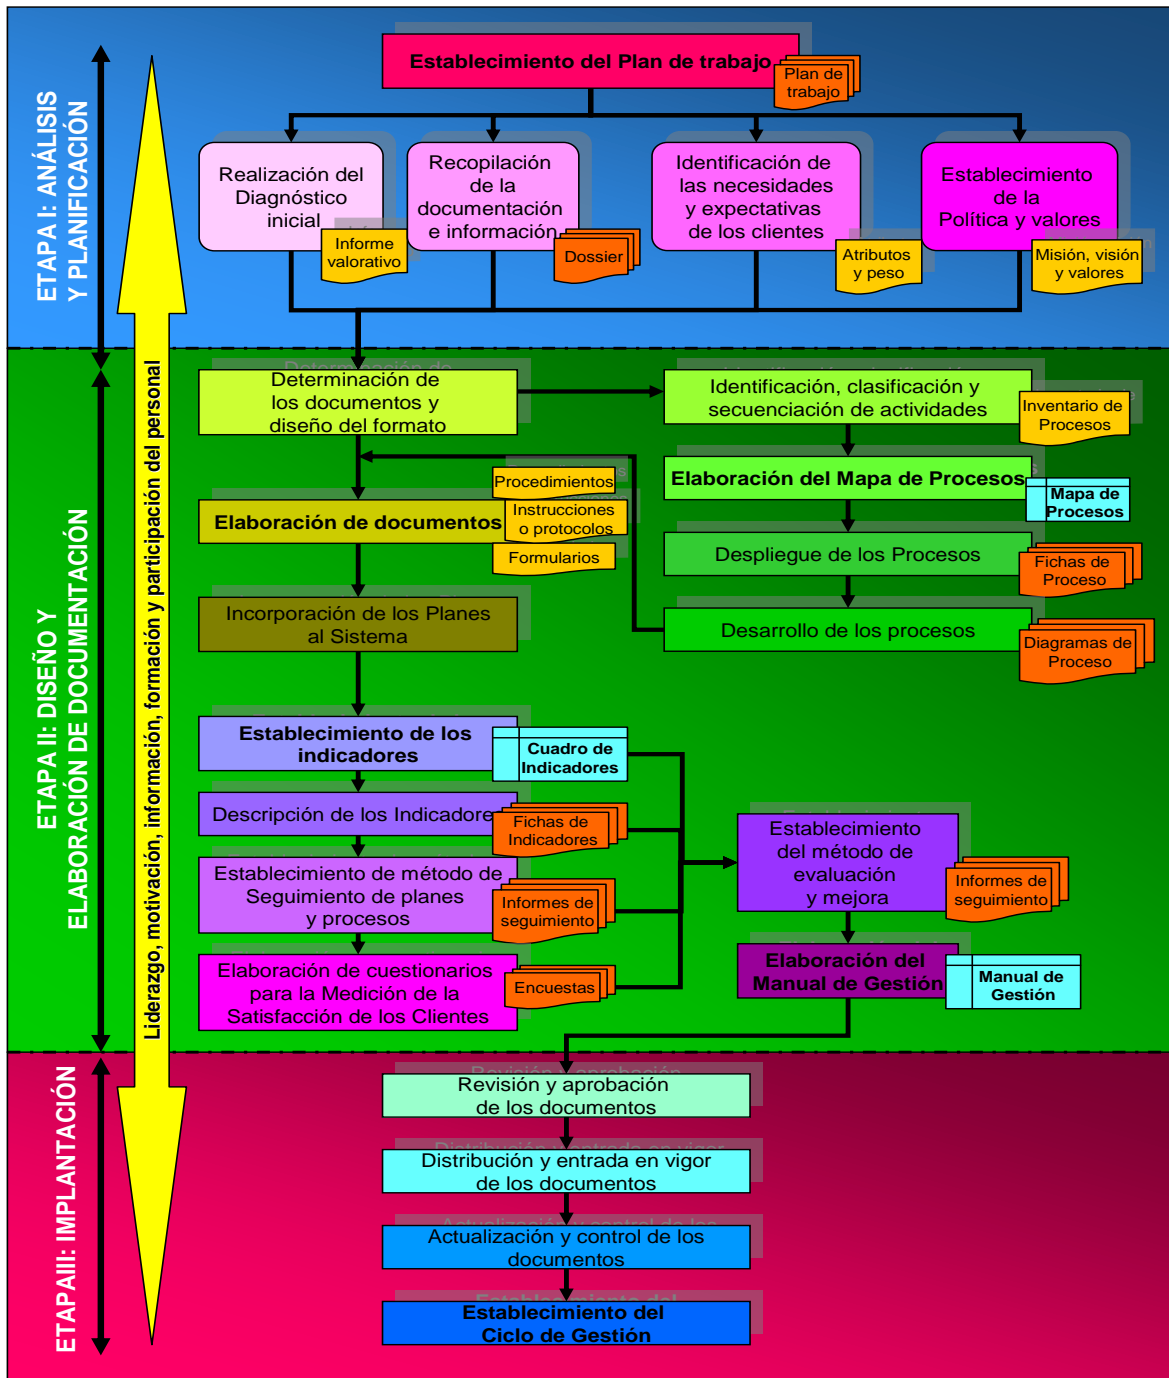 ETAPA I: ANÁLISIS
Y PLANIFICACIÓN
Establecimiento del Plan de trabajo
Plan de
trabajo
Realización del
Diagnóstico
inicial
Informe
valorativo
Recopilación
de la
documentación
e información
Dossier
Identificación de
las necesidades
y expectativas
de los clientes
Atributos
y peso
Establecimiento
de la
Política y valores
Misión, visión
y valores
Liderazgo, motivación, información, formación y participación del personal
ETAPA II: DISEÑO Y
ELABORACIÓN DE DOCUMENTACIÓN
Determinación de
los documentos y
diseño del formato
Identificación, clasificación y
secuenciación de actividades
Inventario de
Procesos
Elaboración del Mapa de Procesos
Mapa de
Procesos
Procedimientos
Elaboración de documentos
Instrucciones
o protocolos
Formularios
Despliegue de los Procesos
Fichas de
Proceso
Incorporación de los Planes
al Sistema
Desarrollo de los procesos
Diagramas de
Proceso
Establecimiento de los
indicadores
Cuadro de
Indicadores
Descripción de los Indicadores
Fichas de
Indicadores
Establecimiento de método de
Seguimiento de planes
y procesos
Informes de
seguimiento
Elaboración de cuestionarios
para la Medición de la
Satisfacción de los Clientes
Encuestas
Establecimiento
del método de
evaluación
y mejora
Informes de
seguimiento
Elaboración del
Manual de Gestión
Manual de
Gestión
ETAPAIII: IMPLANTACIÓN
Revisión y aprobación
de los documentos
Distribución y entrada en vigor
de los documentos
Actualización y control de los
documentos
Establecimiento del
Ciclo de Gestión